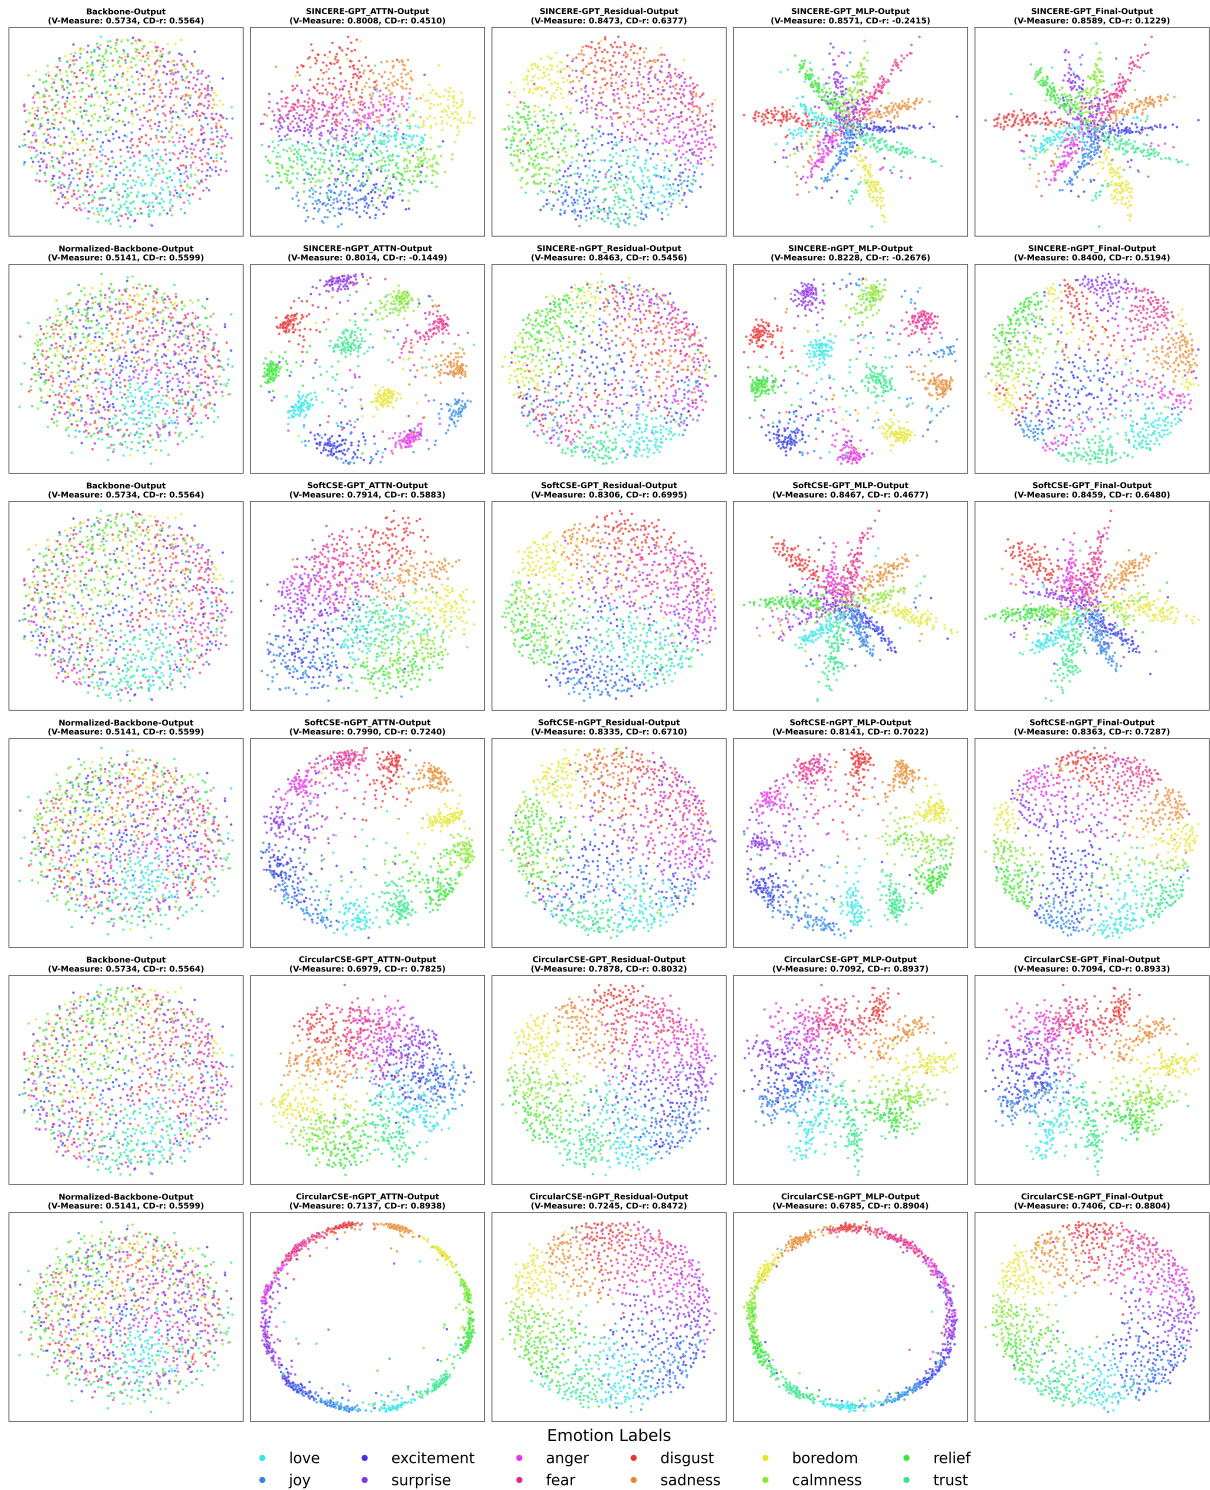 Backbone-Output
(V-Measure: 0.5734, CD-r: 0.5564)
SINCERE-GPT_ATTN-Output
(V-Measure: 0.8008, CD-r: 0.4510)
SINCERE-GPT_Residual-Output
(V-Measure: 0.8473, CD-r: 0.6377)
SINCERE-GPT_MLP-Output
(V-Measure: 0.8571, CD-r: -0.2415)
SINCERE-GPT_Final-Output
(V-Measure: 0.8589, CD-r: 0.1229)
Normalized-Backbone-Output
(V-Measure: 0.5141, CD-r: 0.5599)
SINCERE-nGPT_ATTN-Output
(V-Measure: 0.8014, CD-r: -0.1449)
SINCERE-nGPT_Residual-Output
(V-Measure: 0.8463, CD-r: 0.5456)
SINCERE-nGPT_MLP-Output
(V-Measure: 0.8228, CD-r: -0.2676)
SINCERE-nGPT_Final-Output
(V-Measure: 0.8400, CD-r: 0.5194)
Backbone-Output
(V-Measure: 0.5734, CD-r: 0.5564)
SoftCSE-GPT_ATTN-Output
(V-Measure: 0.7914, CD-r: 0.5883)
SoftCSE-GPT_Residual-Output
(V-Measure: 0.8306, CD-r: 0.6995)
SoftCSE-GPT_MLP-Output
(V-Measure: 0.8467, CD-r: 0.4677)
SoftCSE-GPT_Final-Output
(V-Measure: 0.8459, CD-r: 0.6480)
Normalized-Backbone-Output
(V-Measure: 0.5141, CD-r: 0.5599)
SoftCSE-nGPT_ATTN-Output
(V-Measure: 0.7990, CD-r: 0.7240)
SoftCSE-nGPT_Residual-Output
(V-Measure: 0.8335, CD-r: 0.6710)
SoftCSE-nGPT_MLP-Output
(V-Measure: 0.8141, CD-r: 0.7022)
SoftCSE-nGPT_Final-Output
(V-Measure: 0.8363, CD-r: 0.7287)
Backbone-Output
(V-Measure: 0.5734, CD-r: 0.5564)
CircularCSE-GPT_ATTN-Output
(V-Measure: 0.6979, CD-r: 0.7825)
CircularCSE-GPT_Residual-Output
(V-Measure: 0.7878, CD-r: 0.8032)
CircularCSE-GPT_MLP-Output
(V-Measure: 0.7092, CD-r: 0.8937)
CircularCSE-GPT_Final-Output
(V-Measure: 0.7094, CD-r: 0.8933)
Normalized-Backbone-Output
(V-Measure: 0.5141, CD-r: 0.5599)
CircularCSE-nGPT_ATTN-Output
(V-Measure: 0.7137, CD-r: 0.8938)
CircularCSE-nGPT_Residual-Output
(V-Measure: 0.7245, CD-r: 0.8472)
CircularCSE-nGPT_MLP-Output
(V-Measure: 0.6785, CD-r: 0.8904)
CircularCSE-nGPT_Final-Output
(V-Measure: 0.7406, CD-r: 0.8804)
Emotion Labels
love excitement anger disgust boredom relief
joy surprise fear sadness calmness trust